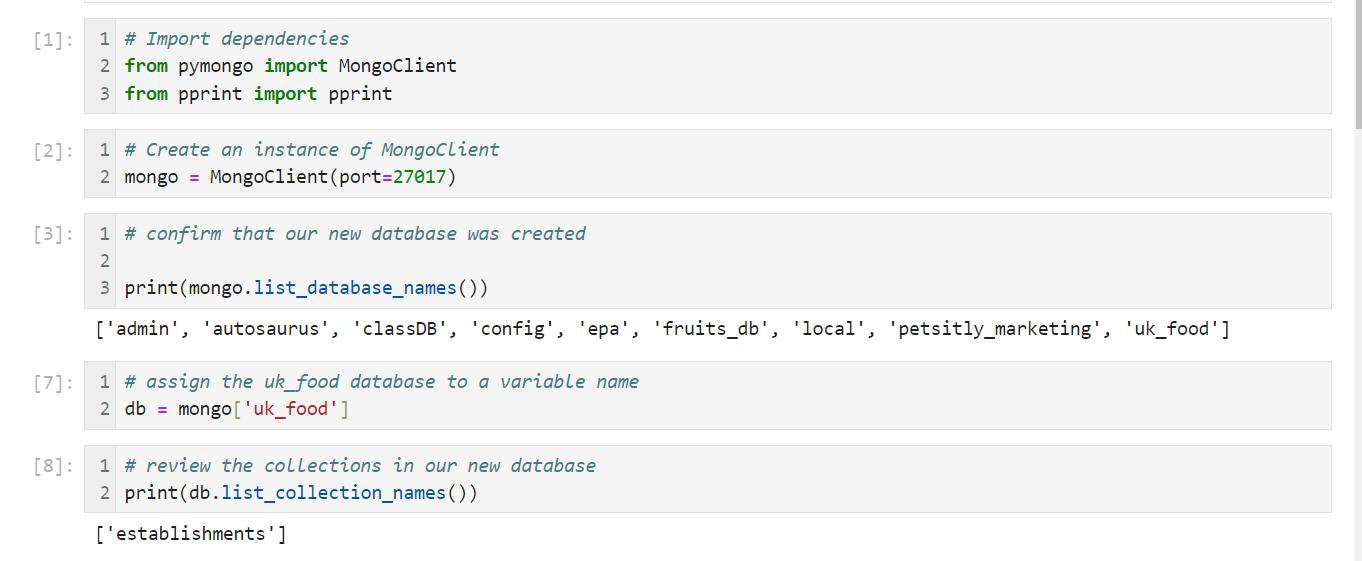 [1]:
1 # Import dependencies
2 from pymongo import MongoClient
3 from pprint import pprint
[2]:
1 # Create an instance of MongoClient
2 mongo = MongoClient(port=27017)
[3]:
1 # confirm that our new database was created
2
3 print(mongo.list_database_names())
['admin', 'autosaurus', 'classDB', 'config', 'epa', 'fruits_db', 'local', 'petsitly_marketing', 'uk_food']
[7]:
1 # assign the uk_food database to a variable name
2 db = mongo['uk_food']
[8]:
1 # review the collections in our new database
2 print(db.list_collection_names())
['establishments']